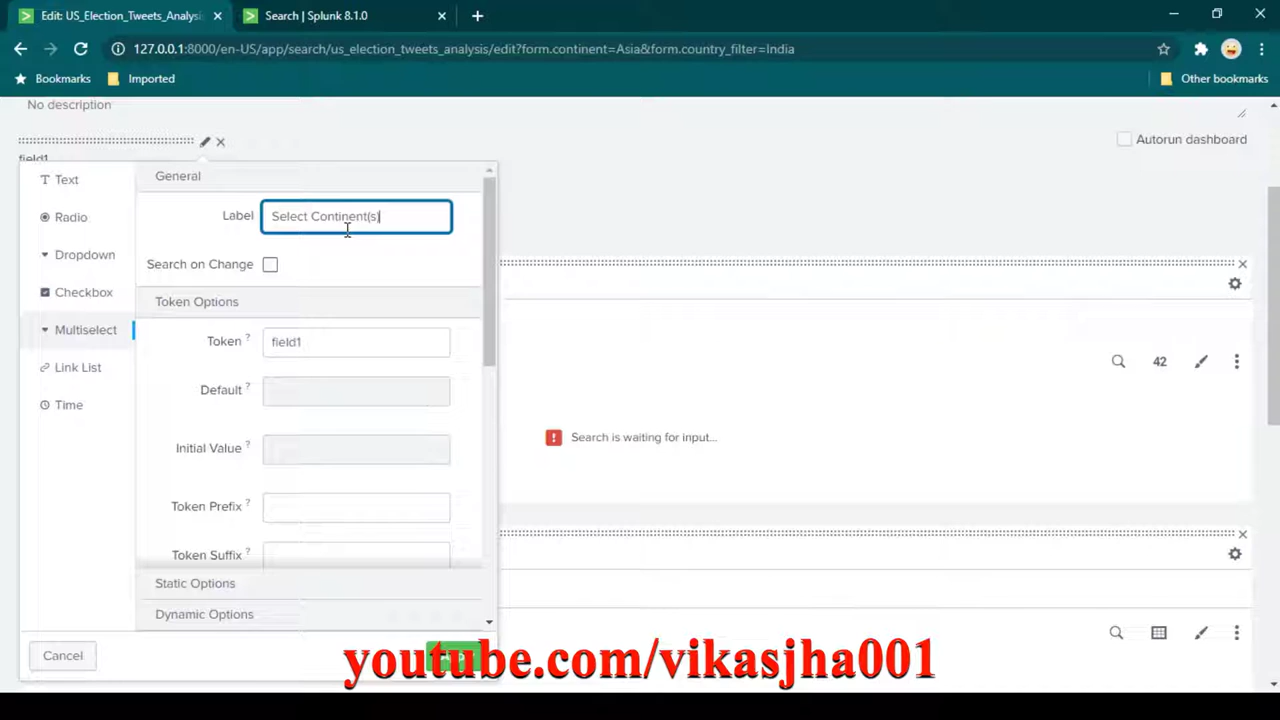 Edit: US_Election_Tweets_Analysis
Search | Splunk 8.1.0
127.0.0.1:8000/en-US/app/search/us_election_tweets_analysis/edit?form.continent=Asia&form.country_filter=India
Bookmarks
Imported
Other bookmarks
No description
Autorun dashboard
field1
Text
Radio
Dropdown
Checkbox
Multiselect
Link List
Time
General
Label
Select Continent(s)
Search on Change
Token Options
Token ?
field1
Default ?
Initial Value ?
Token Prefix ?
Token Suffix ?
Static Options
Dynamic Options
Cancel
42
Search is waiting for input...
youtube.com/vikasjha001